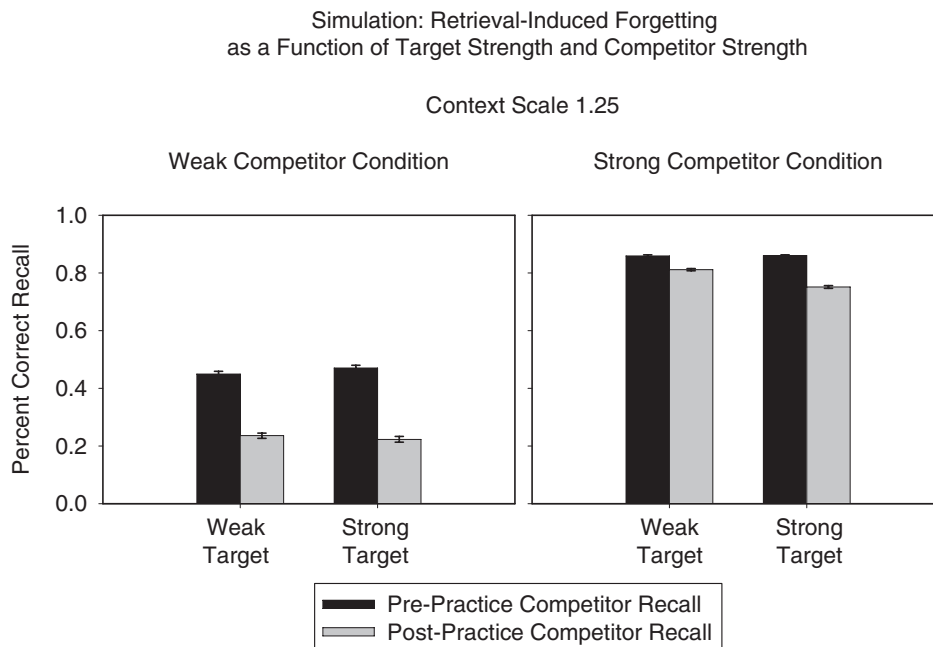 Simulation: Retrieval-Induced Forgetting
as a Function of Target Strength and Competitor Strength
Context Scale 1.25
Weak Competitor Condition
Strong Competitor Condition
Percent Correct Recall
1.0
0.8
0.6
0.4
0.2
0.0
Weak
Target
Strong
Target
Weak
Target
Strong
Target
Pre-Practice Competitor Recall
Post-Practice Competitor Recall